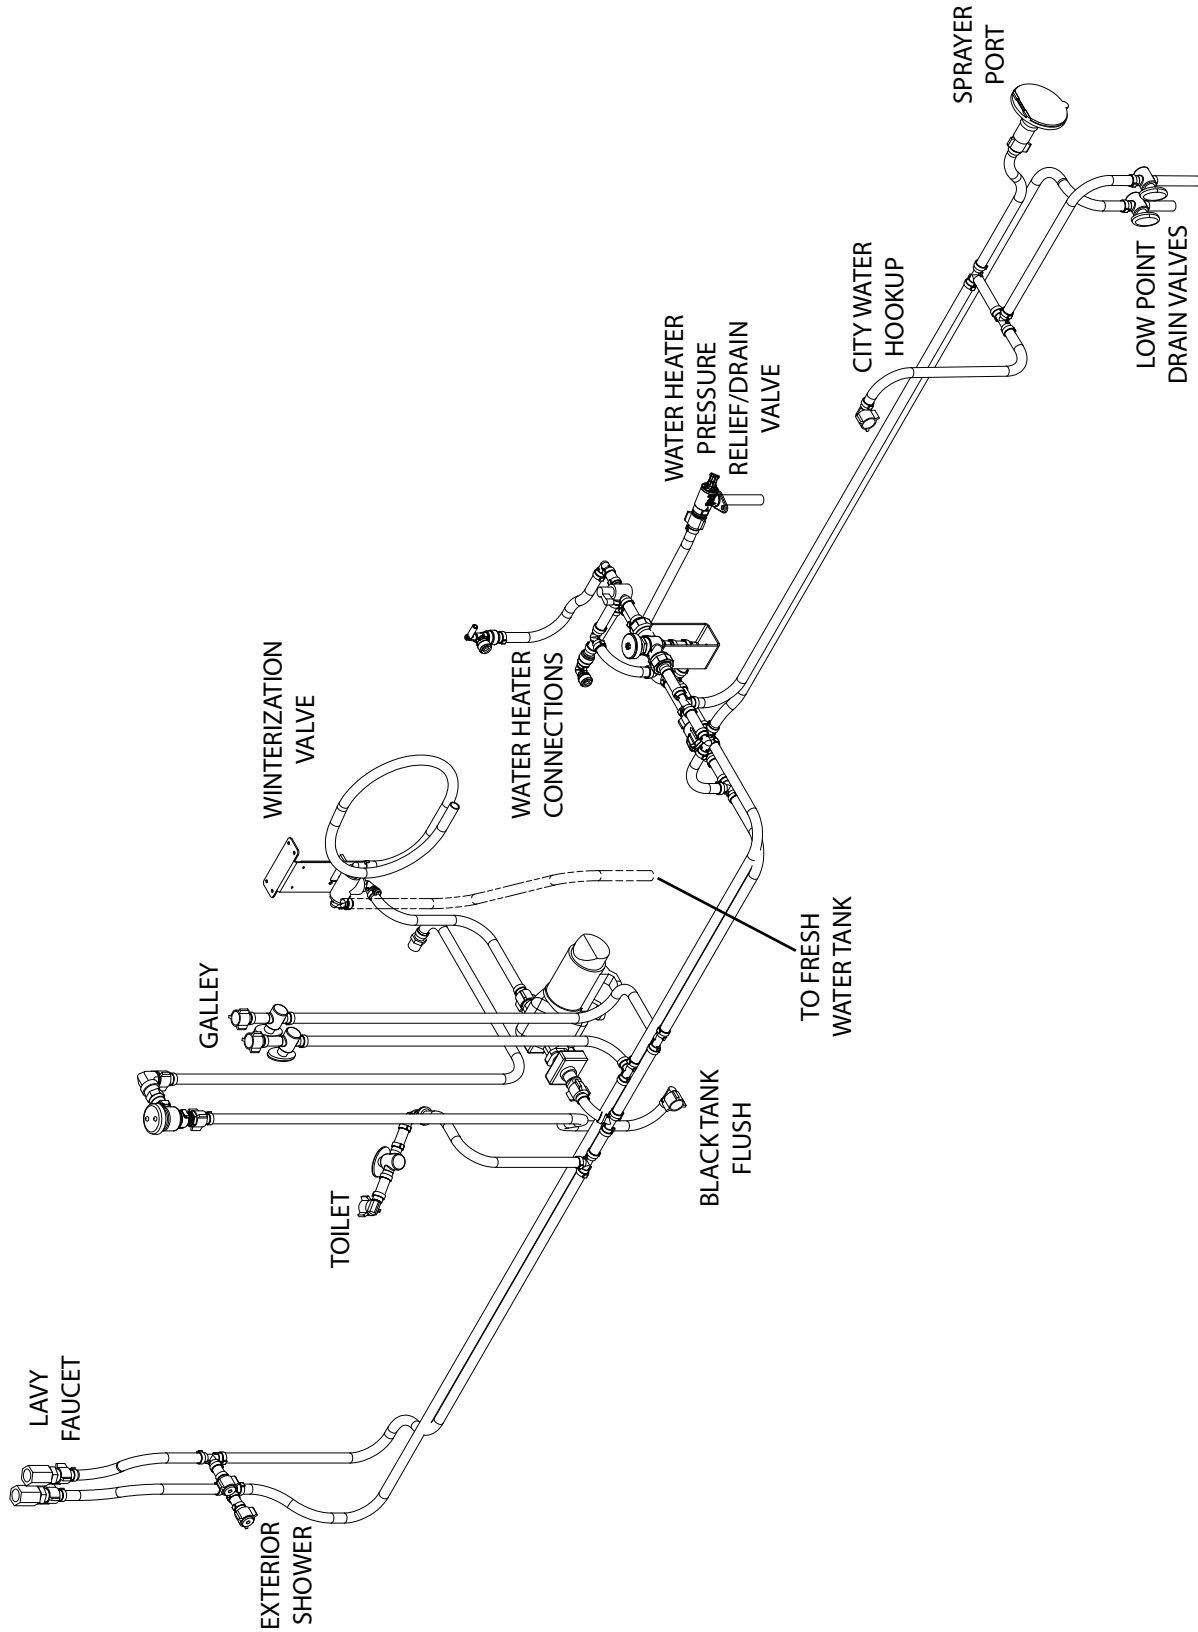 LAVY
FAUCET
EXTERIOR
SHOWER
TOILET
GALLEY
BLACK TANK
FLUSH
WINTERIZATION
VALVE
TO FRESH
WATER TANK
WATER HEATER
CONNECTIONS
WATER HEATER
PRESSURE
RELIEF/DRAIN
VALVE
CITY WATER
HOOKUP
SPRAYER
PORT
LOW POINT
DRAIN VALVES